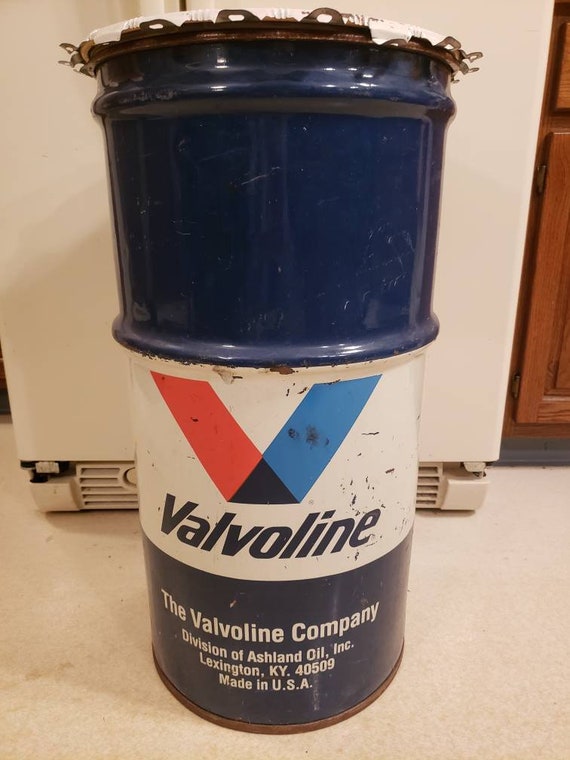 Valvoline
®
The Valvoline Company
Division of Ashland Oil, Inc.
Lexington, KY. 40509
Made in U.S.A.